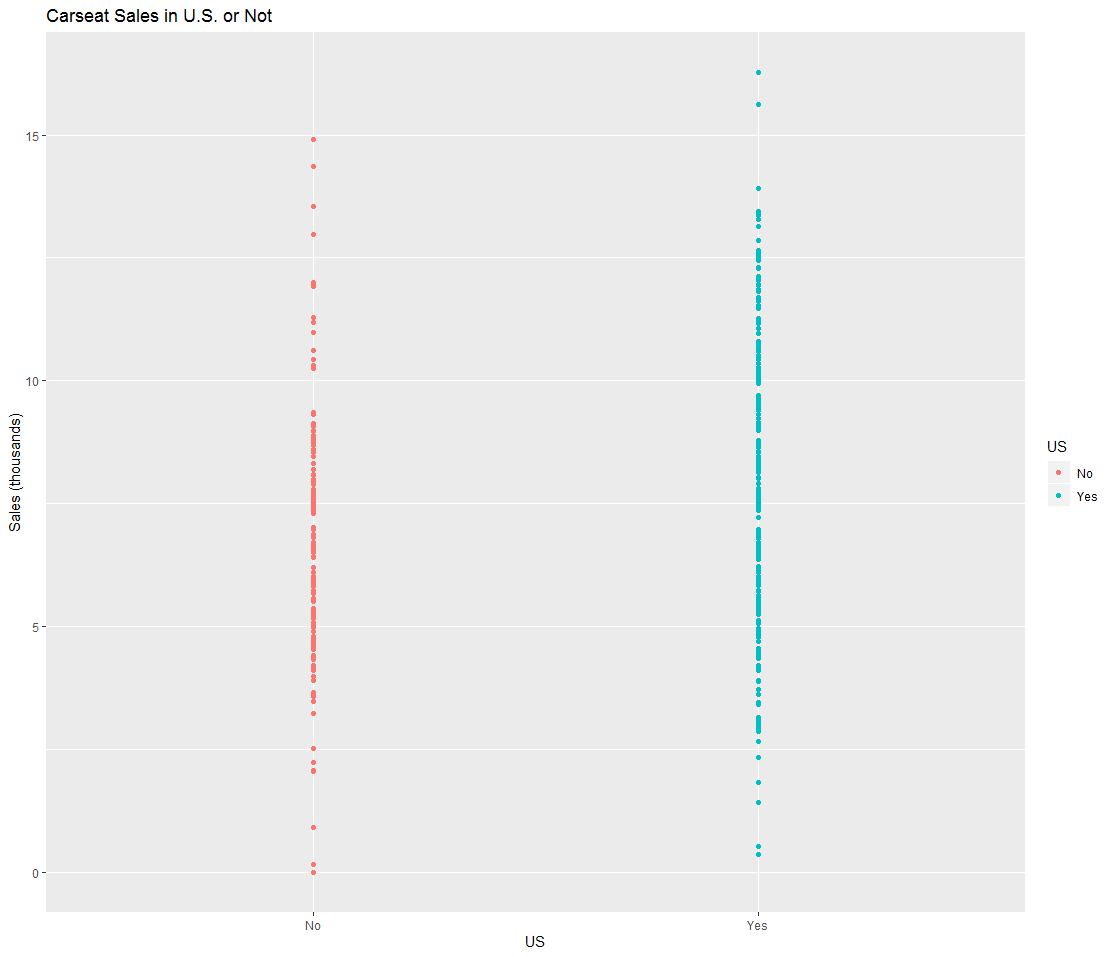 Carseat Sales in U.S. or Not
15
10
5
0
Sales (thousands)
No
Yes
US
US
No
Yes